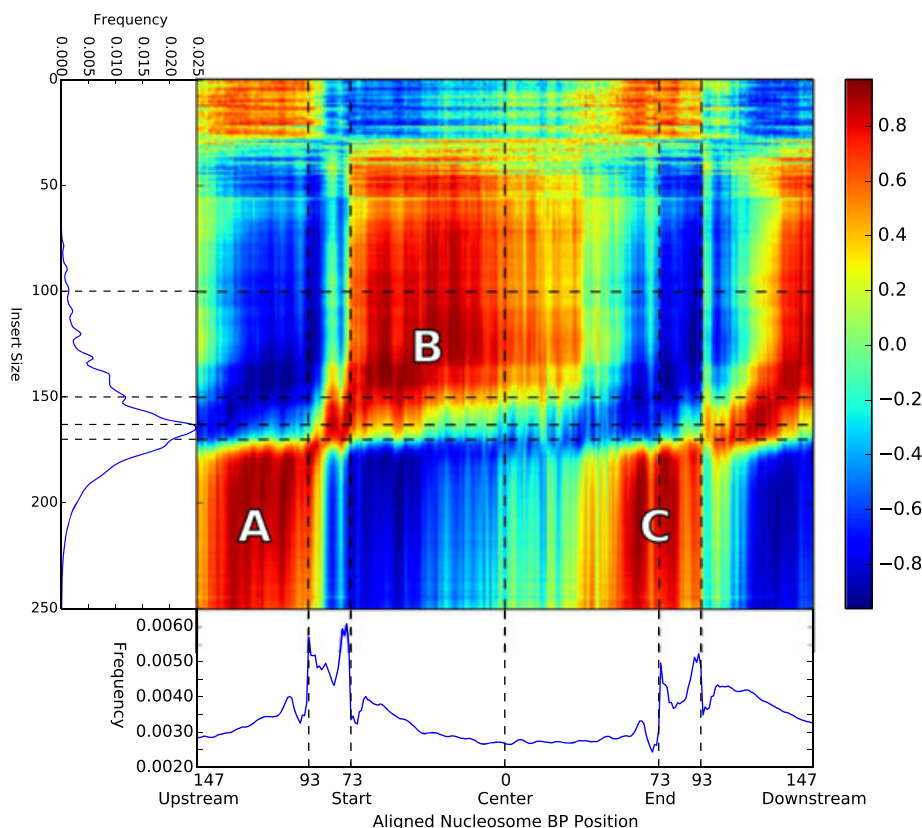 Frequency
0.000 0.005 0.010 0.015 0.020 0.025
0
50
100
150
200
250
Insert Size
A
B
C
0.8
0.6
0.4
0.2
0.0
−0.2
−0.4
−0.6
−0.8
Frequency
0.0060
0.0050
0.0040
0.0030
0.0020
147 93 73 0 73 93 147
Upstream Start Center End Downstream
Aligned Nucleosome BP Position